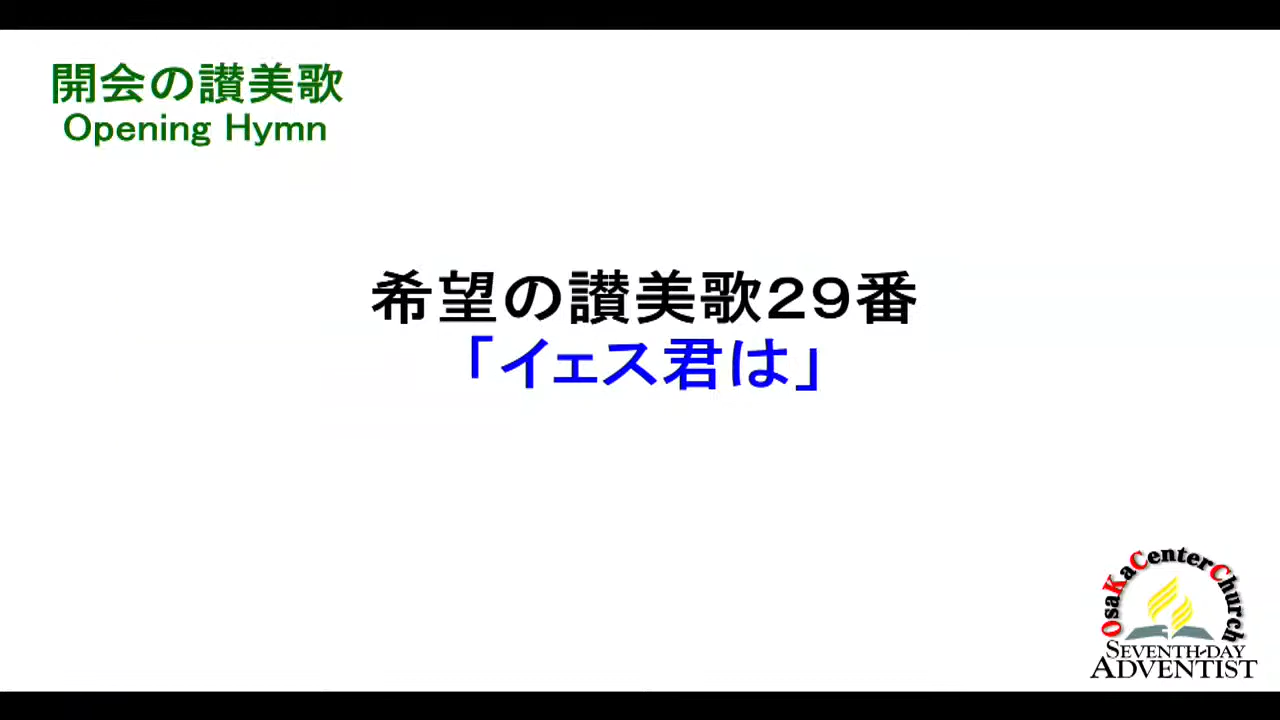 開会の讃美歌
Opening Hymn
希望の讃美歌２９番
「イェス君は」
OsaKaCenterChurch
SEVENTH-DAY
ADVENTIST